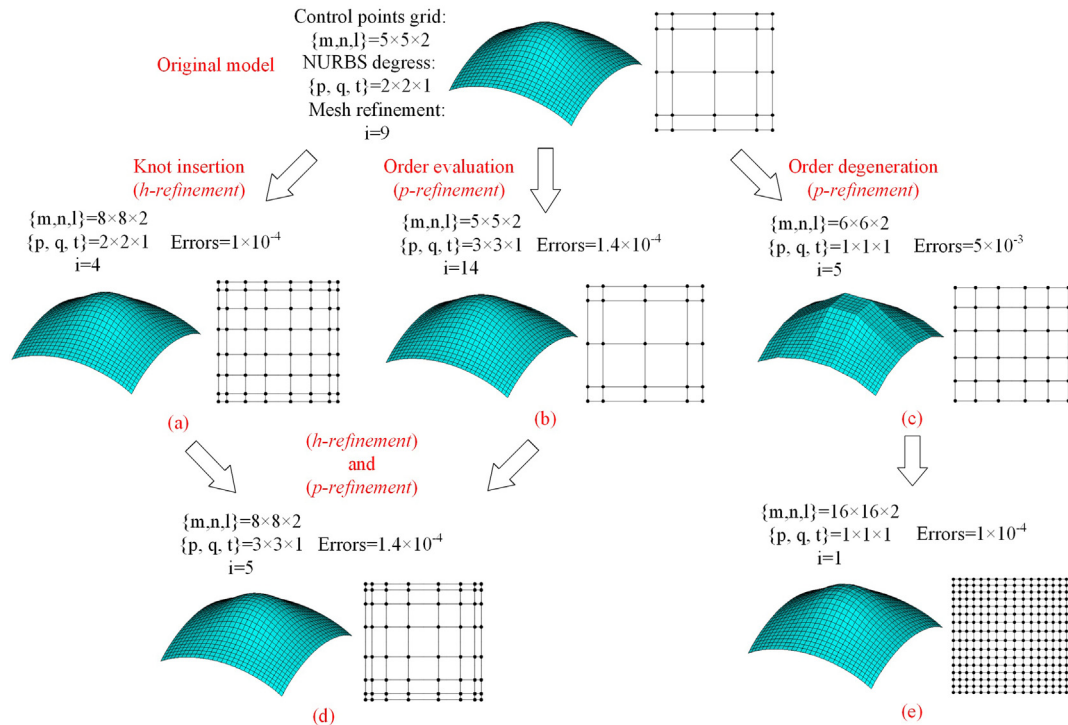 Control points grid:
{m,n,l}=5×5×2
Original model
NURBS degress:
{p, q, t}=2×2×1
Mesh refinement:
i=9
Knot insertion
(h-refinement)
Order evaluation
(p-refinement)
Order degeneration
(p-refinement)
{m,n,l}=8×8×2
{p, q, t}=2×2×1 Errors=1×10⁻⁴
i=4
{m,n,l}=5×5×2
{p, q, t}=3×3×1 Errors=1.4×10⁻⁴
i=14
{m,n,l}=6×6×2
{p, q, t}=1×1×1 Errors=5×10⁻³
i=5
(a)
(b)
(c)
(h-refinement)
and
(p-refinement)
{m,n,l}=8×8×2
{p, q, t}=3×3×1 Errors=1.4×10⁻⁴
i=5
{m,n,l}=16×16×2
{p, q, t}=1×1×1 Errors=1×10⁻⁴
i=1
(d)
(e)